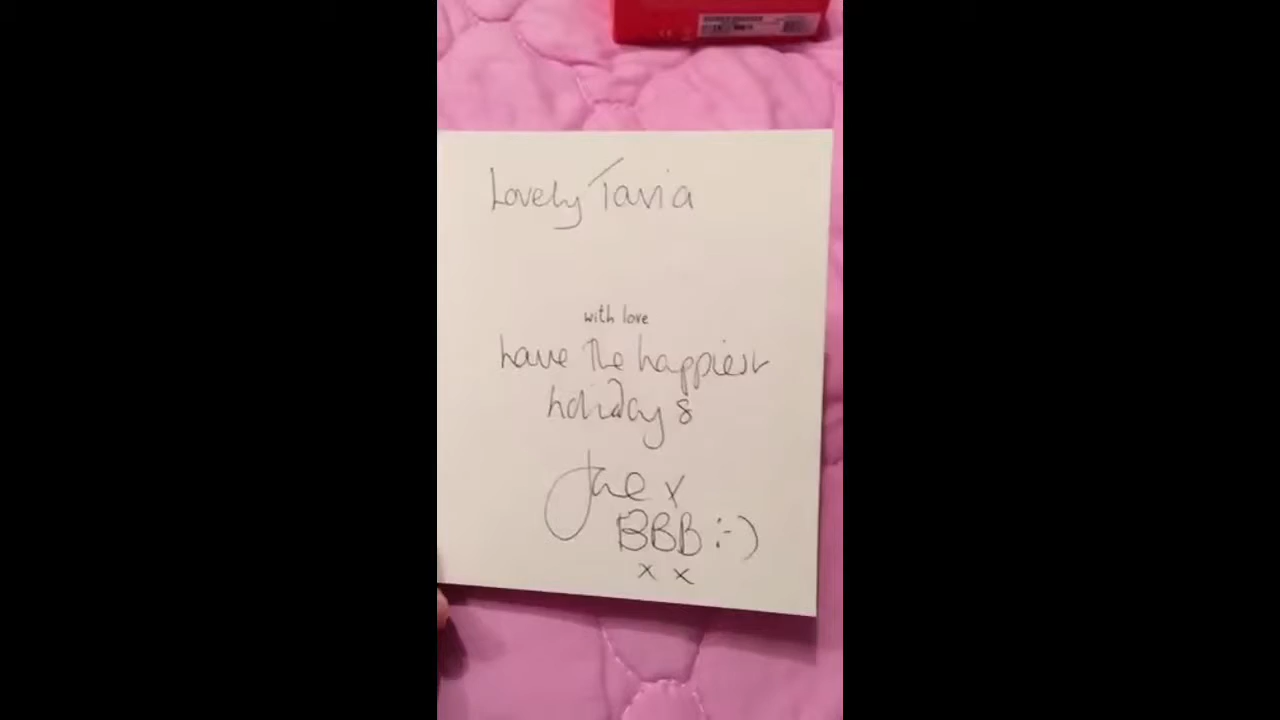 Lovely Tavia
with love
have the happiest
holidays
Jane x
BBB :-)
x x